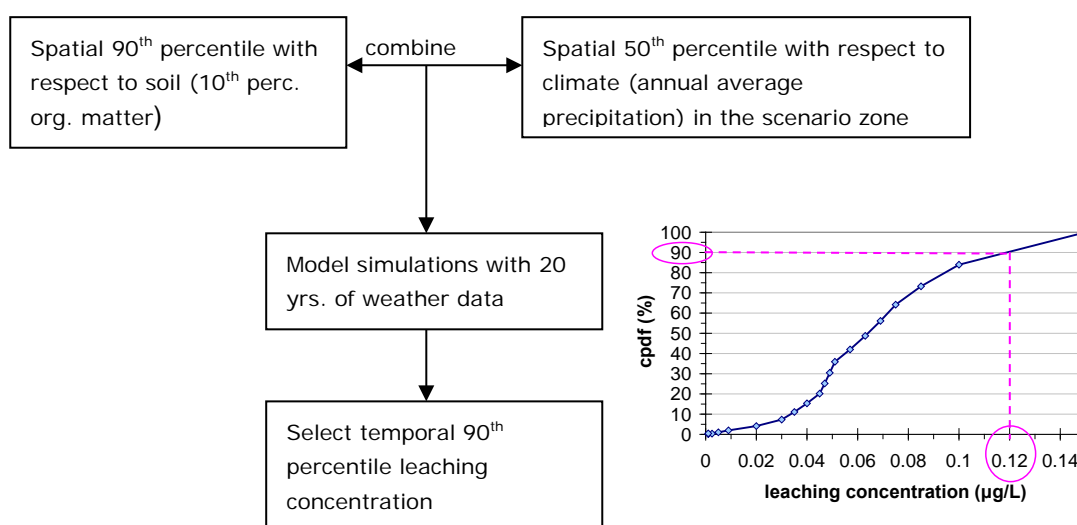 Spatial 90th percentile with
respect to soil (10th perc.
org. matter)
combine
Spatial 50th percentile with respect to
climate (annual average
precipitation) in the scenario zone
Model simulations with 20
yrs. of weather data
Select temporal 90th
percentile leaching
concentration
cpdf (%)
100
90
80
70
60
50
40
30
20
10
0
0 0.02 0.04 0.06 0.08 0.1 0.12 0.14
leaching concentration (µg/L)